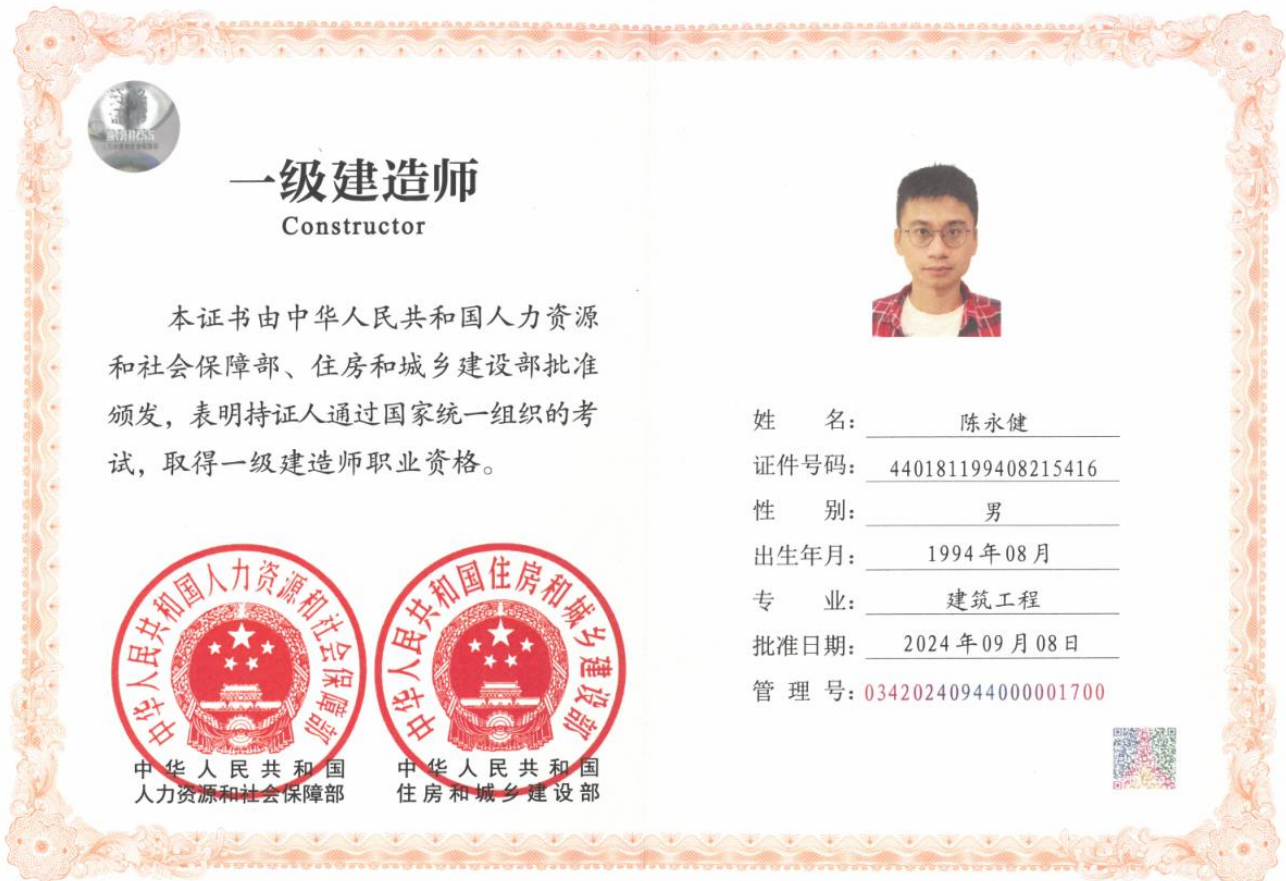 一级建造师
Constructor
本证书由中华人民共和国人力资源
和社会保障部、住房和城乡建设部批准
颁发，表明持证人通过国家统一组织的考
试，取得一级建造师职业资格。
中华人民共和国人力资源和社会保障部
中华人民共和国
人力资源和社会保障部
中华人民共和国住房和城乡建设部
中华人民共和国
住房和城乡建设部
姓名：陈永健
证件号码：440181199408215416
性别：男
出生年月：1994年08月
专业：建筑工程
批准日期：2024年09月08日
管理号：03420240944000001700